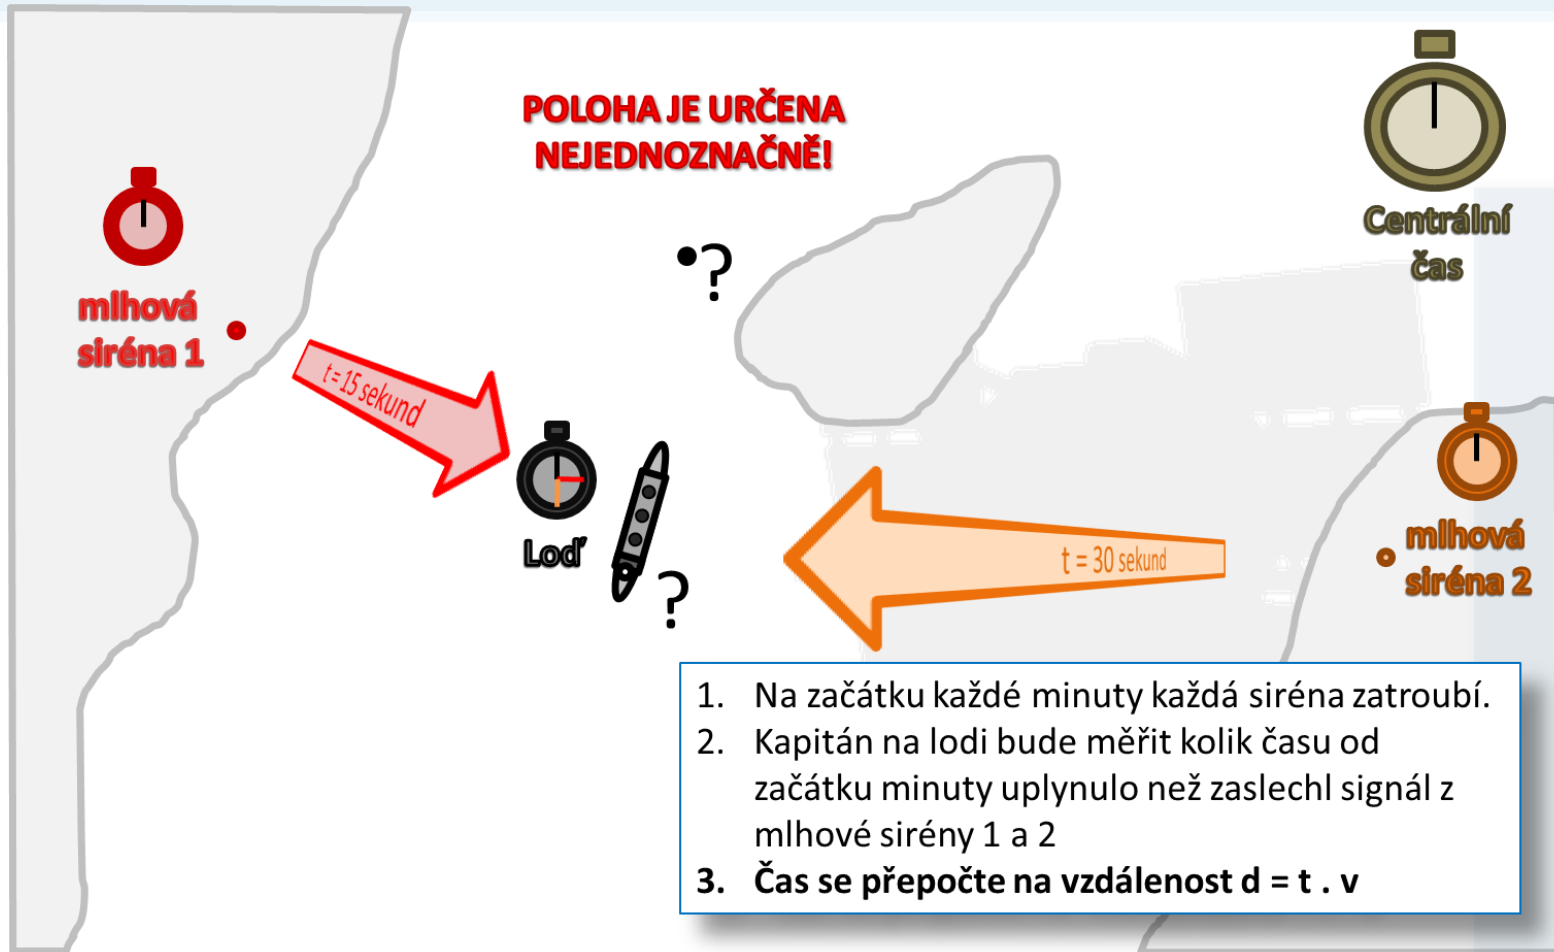 POLOHA JE URČENA
NEJEDNOZNAČNĚ!
Centrální
čas
mlhová
siréna 1
?
t = 15 sekund
Loď
?
t = 30 sekund
mlhová
siréna 2
1. Na začátku každé minuty každá siréna zatroubí.
2. Kapitán na lodi bude měřit kolik času od
začátku minuty uplynulo než zaslechl signál z
mlhové sirény 1 a 2
3. Čas se přepočte na vzdálenost d = t . v